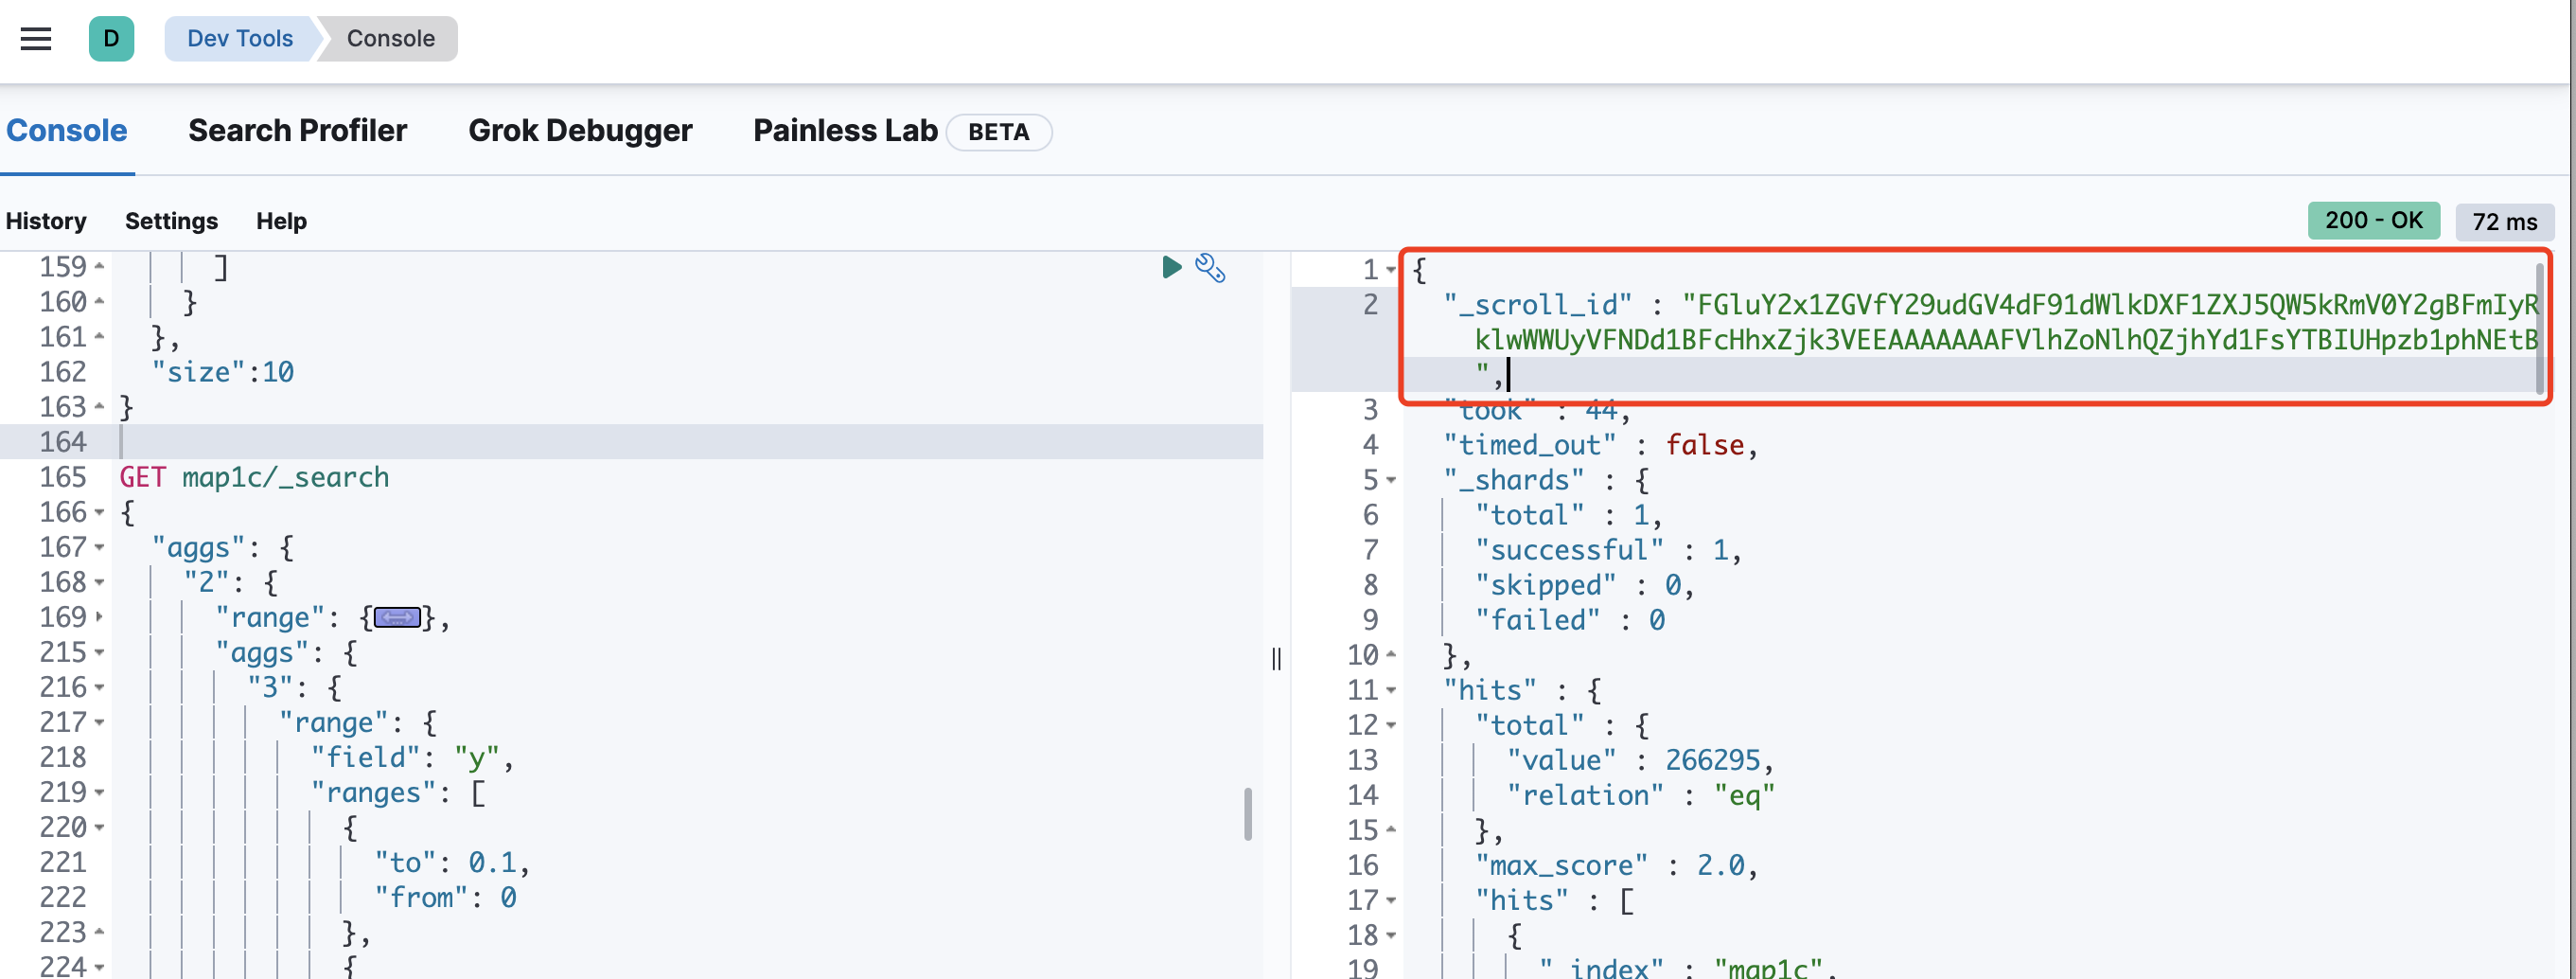 D Dev Tools Console
Console Search Profiler Grok Debugger Painless Lab BETA
History Settings Help
200 - OK 72 ms
159 ]
160 }
161 },
162 "size":10
163 }
164
165 GET map1c/_search
166 {
167 "aggs": {
168 "2": {
169 "range": {...},
215 "aggs": {
216 "3": {
217 "range": {
218 "field": "y",
219 "ranges": [
220 {
221 "to": 0.1,
222 "from": 0
223 },
224 {
1 {
2 "_scroll_id" : "FGluY2x1ZGVfY29udGV4dF91dWlkDXF1ZXJ5QW5kRmV0Y2gBFmIyR
klwWWUyVFNDd1BFcHhxZjk3VEEAAAAAAAFVlhZoNlhQZjhYd1FsYTBIUHpzb1phNEtB
",
3 "took" : 44,
4 "timed_out" : false,
5 "_shards" : {
6 "total" : 1,
7 "successful" : 1,
8 "skipped" : 0,
9 "failed" : 0
10 },
11 "hits" : {
12 "total" : {
13 "value" : 266295,
14 "relation" : "eq"
15 },
16 "max_score" : 2.0,
17 "hits" : [
18 {
19 "_index" : "map1c",